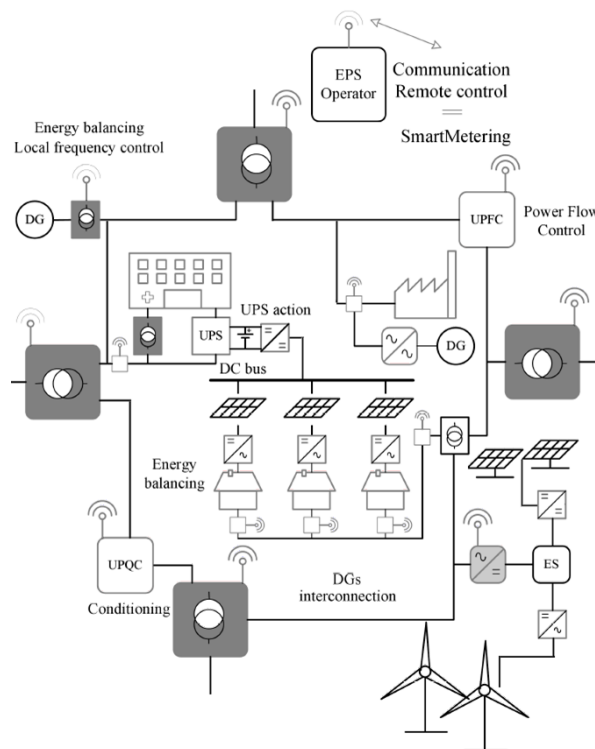 EPS
Operator
Communication
Remote control
SmartMetering
Energy balancing
Local frequency control
DG
UPFC
Power Flow
Control
UPS action
UPS
DG
DC bus
Energy
balancing
UPQC
Conditioning
DGs
interconnection
ES